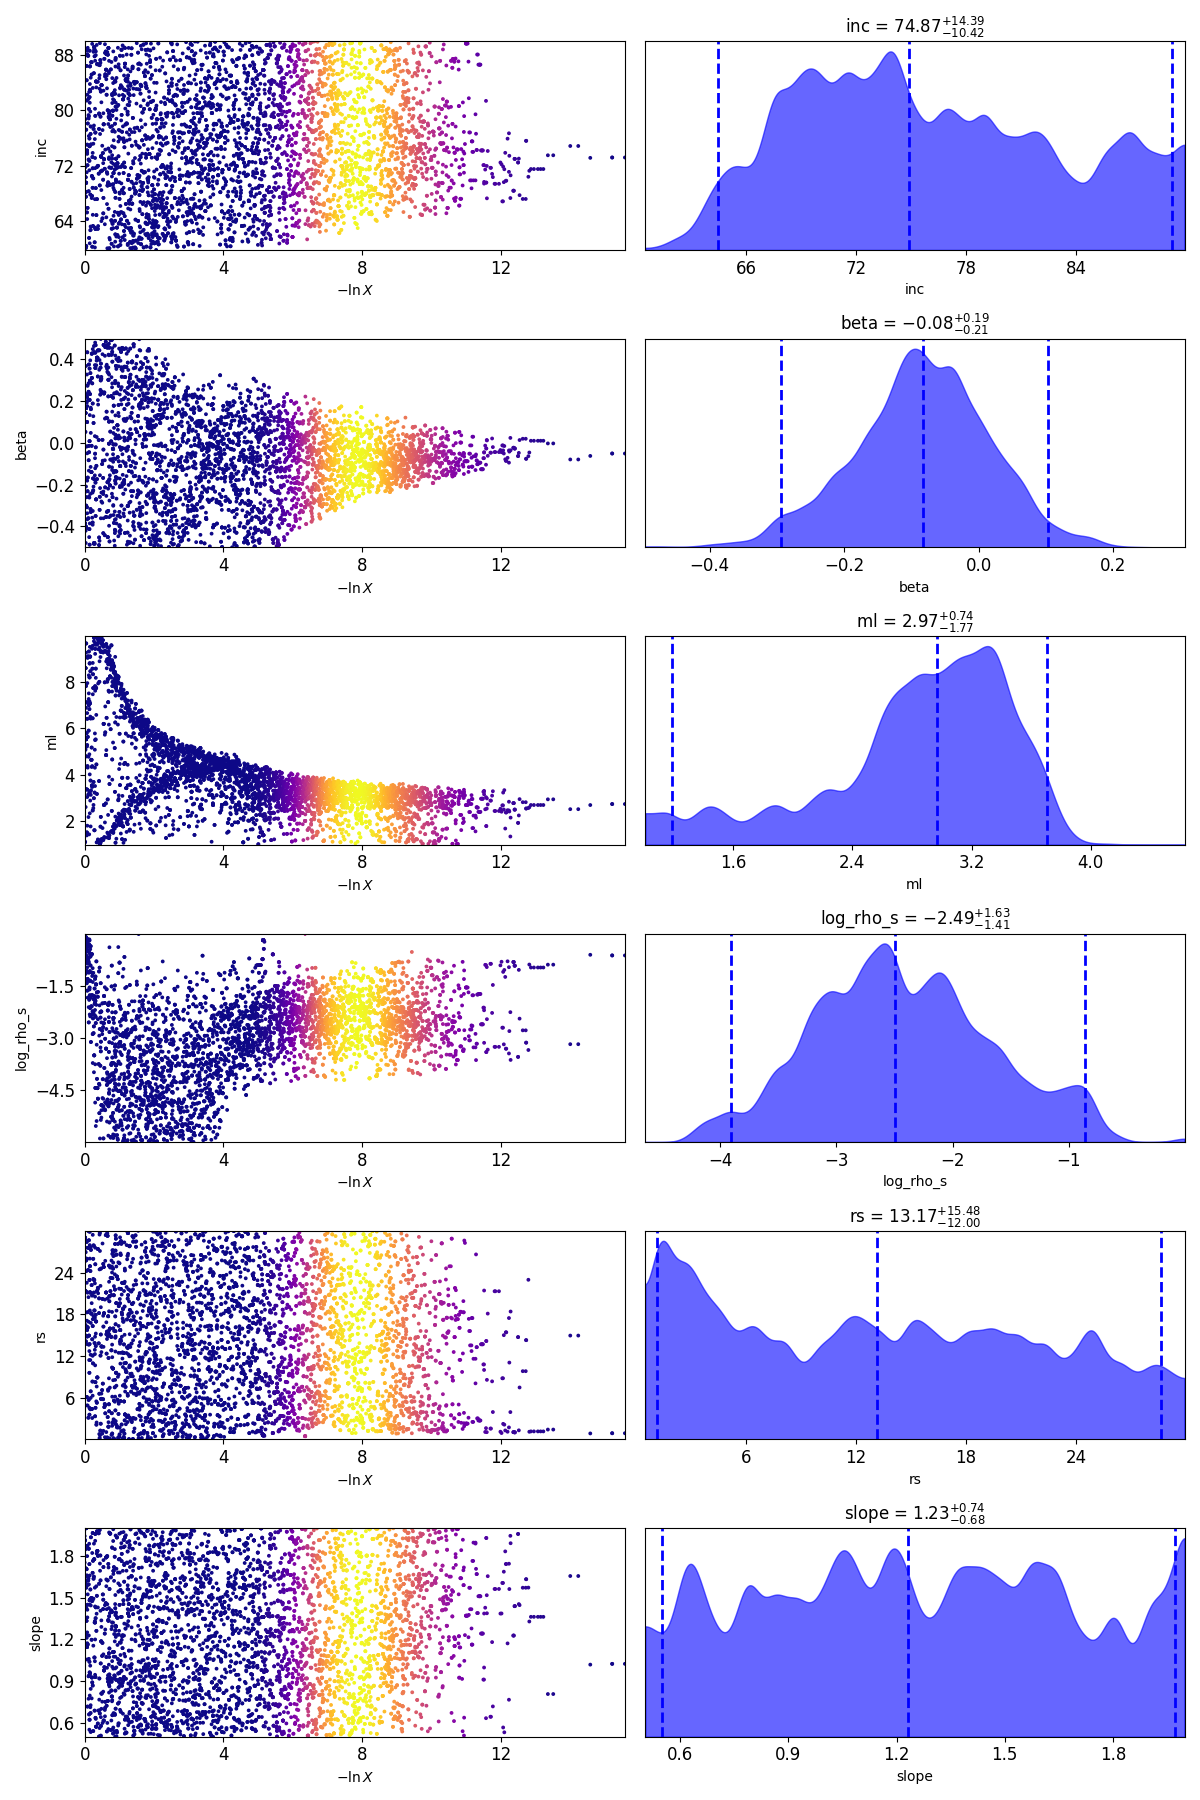 inc = 74.87 +14.39 −10.42
88
80
72
64
inc
0 4 8 12
−ln X
66 72 78 84
inc
beta = −0.08 +0.19 −0.21
0.4
0.2
0.0
−0.2
−0.4
beta
0 4 8 12
−ln X
−0.4 −0.2 0.0 0.2
beta
ml = 2.97 +0.74 −1.77
8
6
4
2
ml
0 4 8 12
−ln X
1.6 2.4 3.2 4.0
ml
log_rho_s = −2.49 +1.63 −1.41
−1.5
−3.0
−4.5
log_rho_s
0 4 8 12
−ln X
−4 −3 −2 −1
log_rho_s
rs = 13.17 +15.48 −12.00
24
18
12
6
rs
0 4 8 12
−ln X
6 12 18 24
rs
slope = 1.23 +0.74 −0.68
1.8
1.5
1.2
0.9
0.6
slope
0 4 8 12
−ln X
0.6 0.9 1.2 1.5 1.8
slope